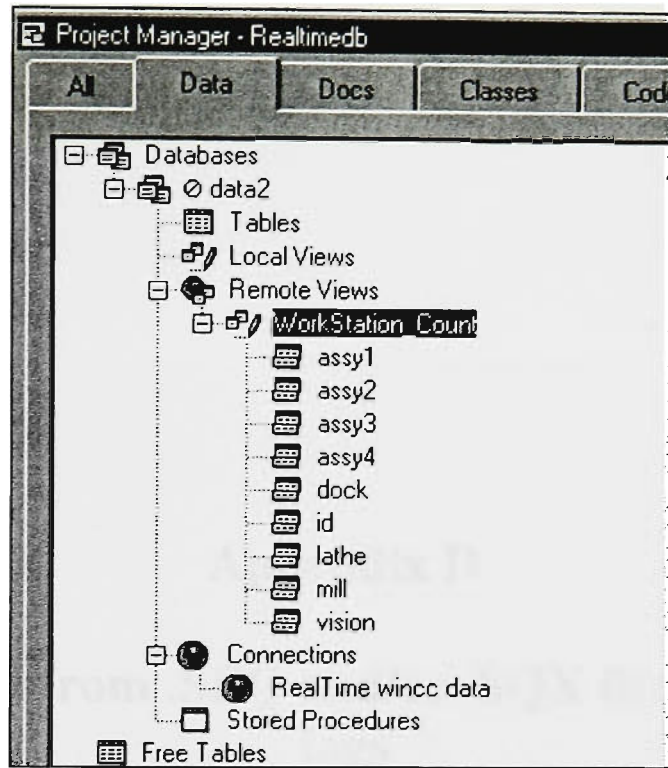 Project Manager - Realtimedb
All Data Docs Classes Cod
Databases
data2
Tables
Local Views
Remote Views
WorkStation_Count
assy1
assy2
assy3
assy4
dock
id
lathe
mill
vision
Connections
RealTime wincc data
Stored Procedures
Free Tables